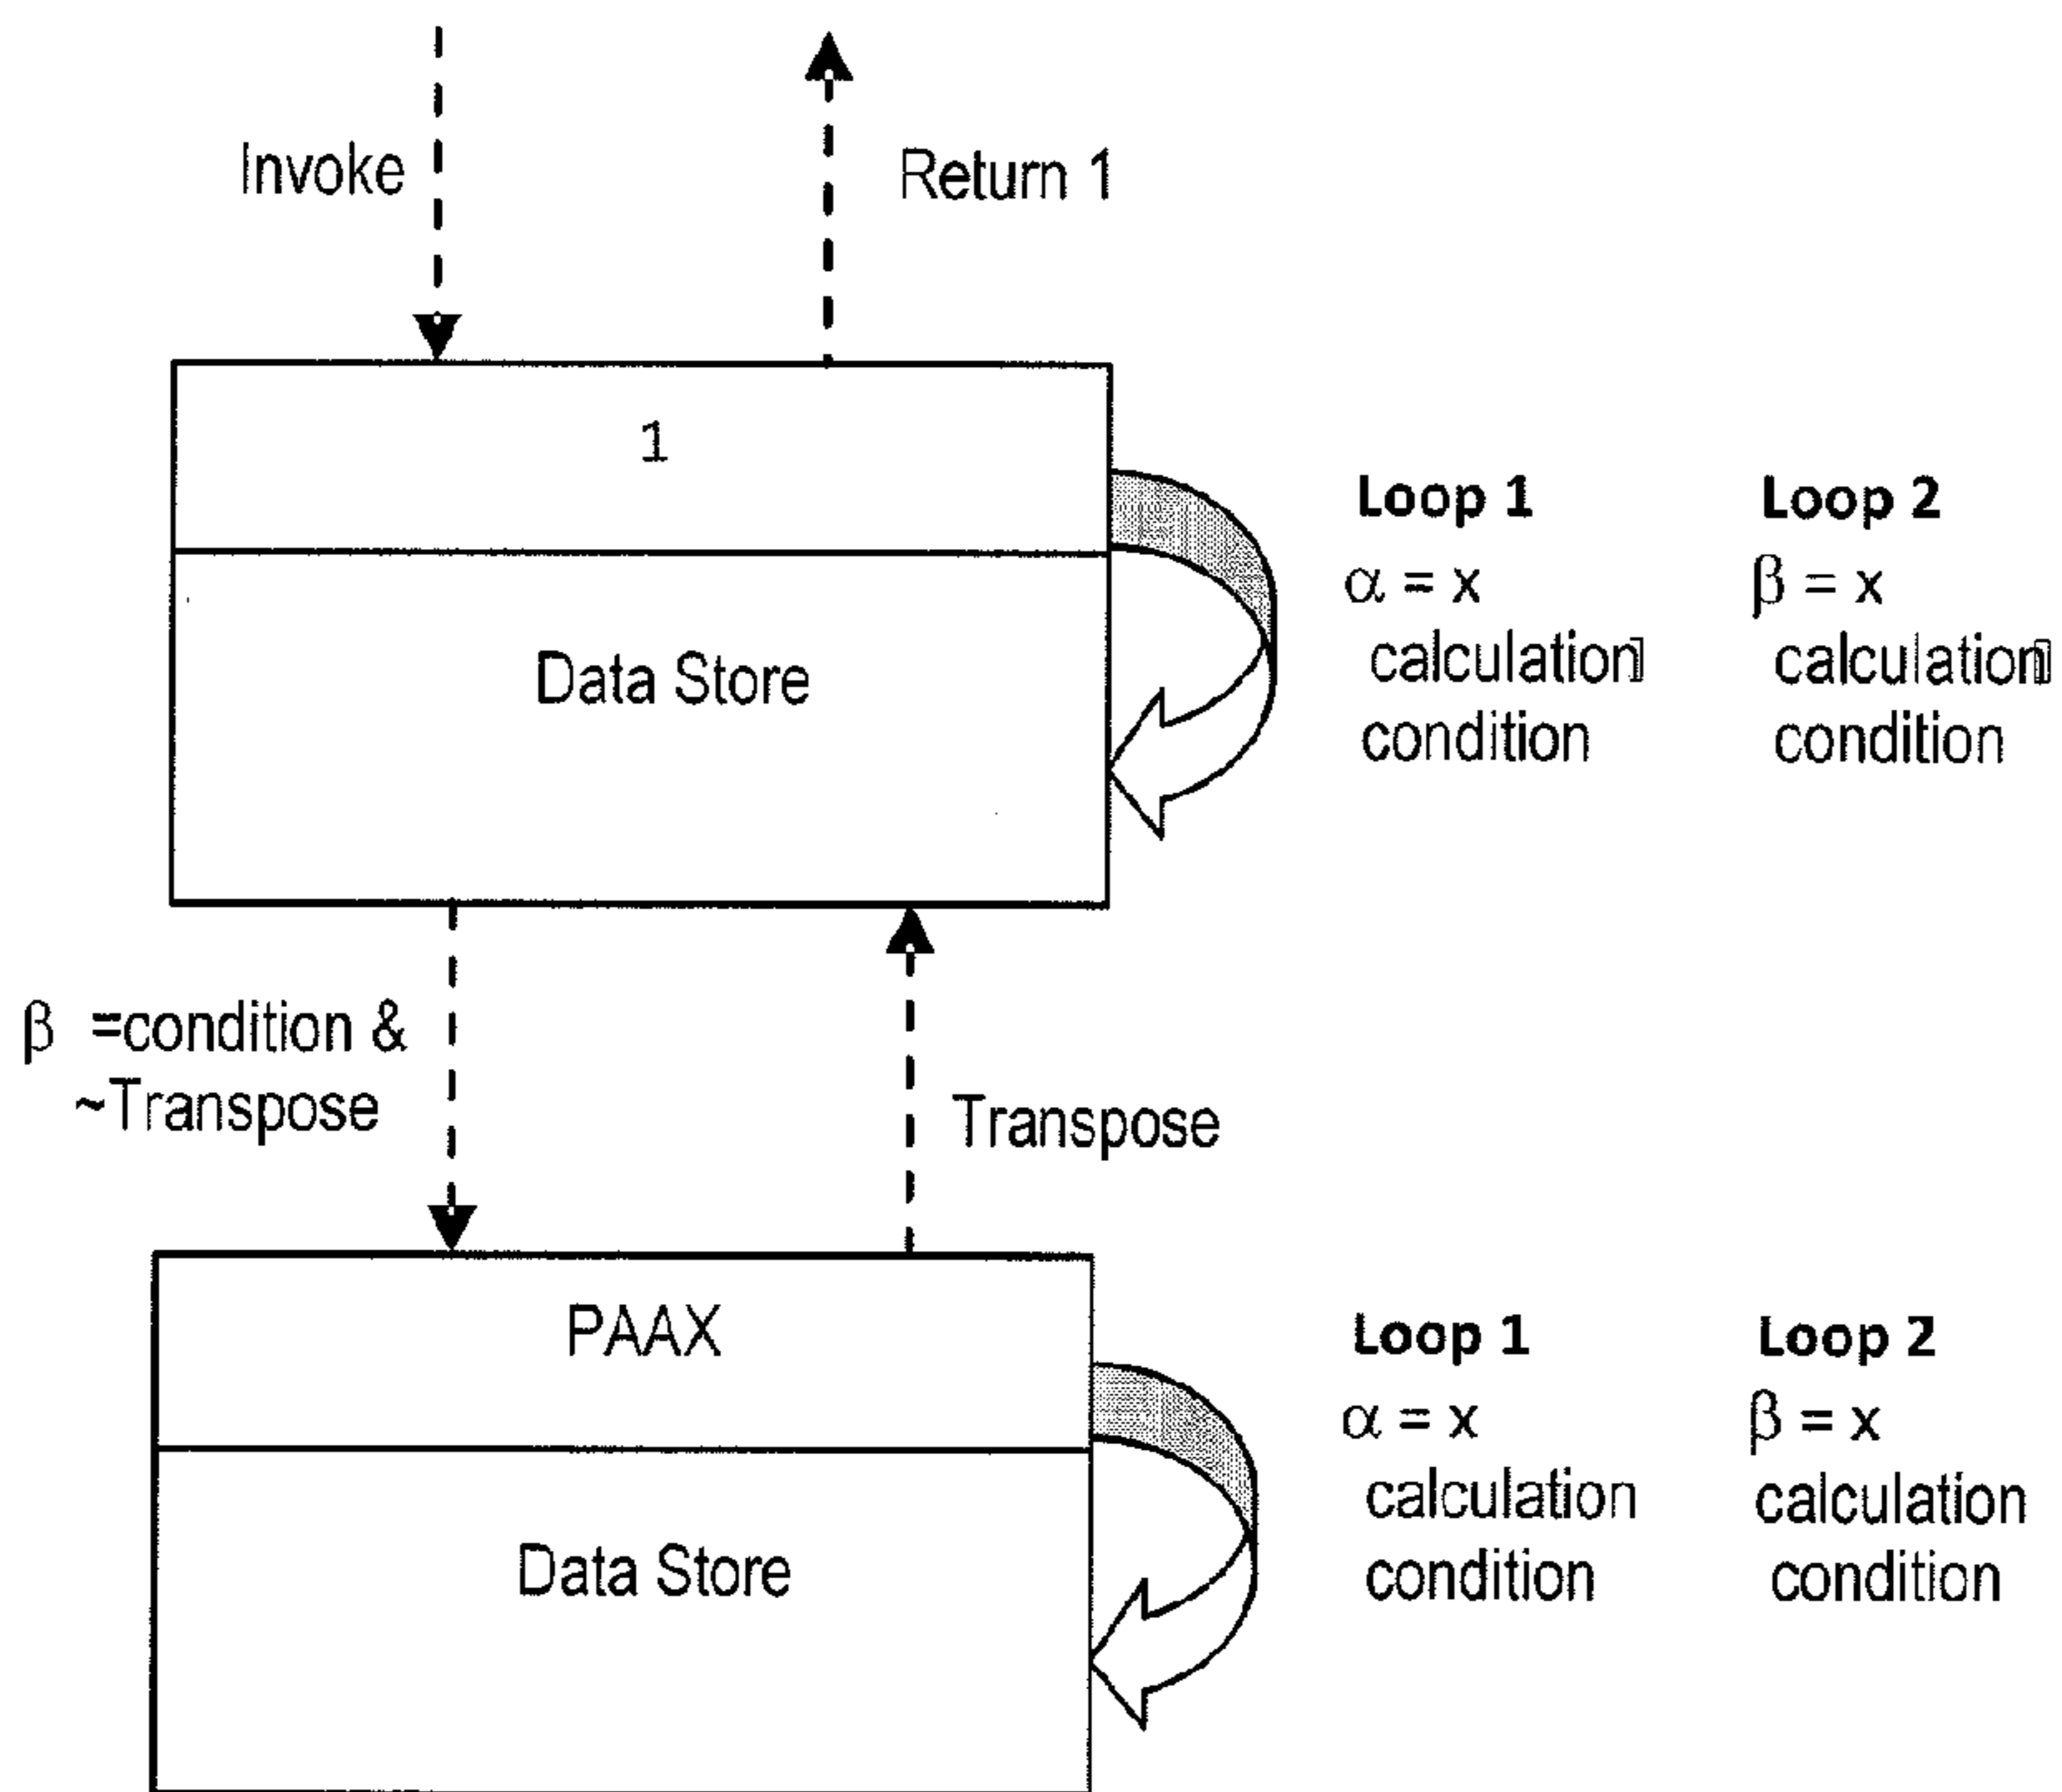 Invoke
Return 1
1
Data Store
Loop 1
α = x
calculation
condition
Loop 2
β = x
calculation
condition
β =condition &
~Transpose
Transpose
PAAX
Data Store
Loop 1
α = x
calculation
condition
Loop 2
β = x
calculation
condition